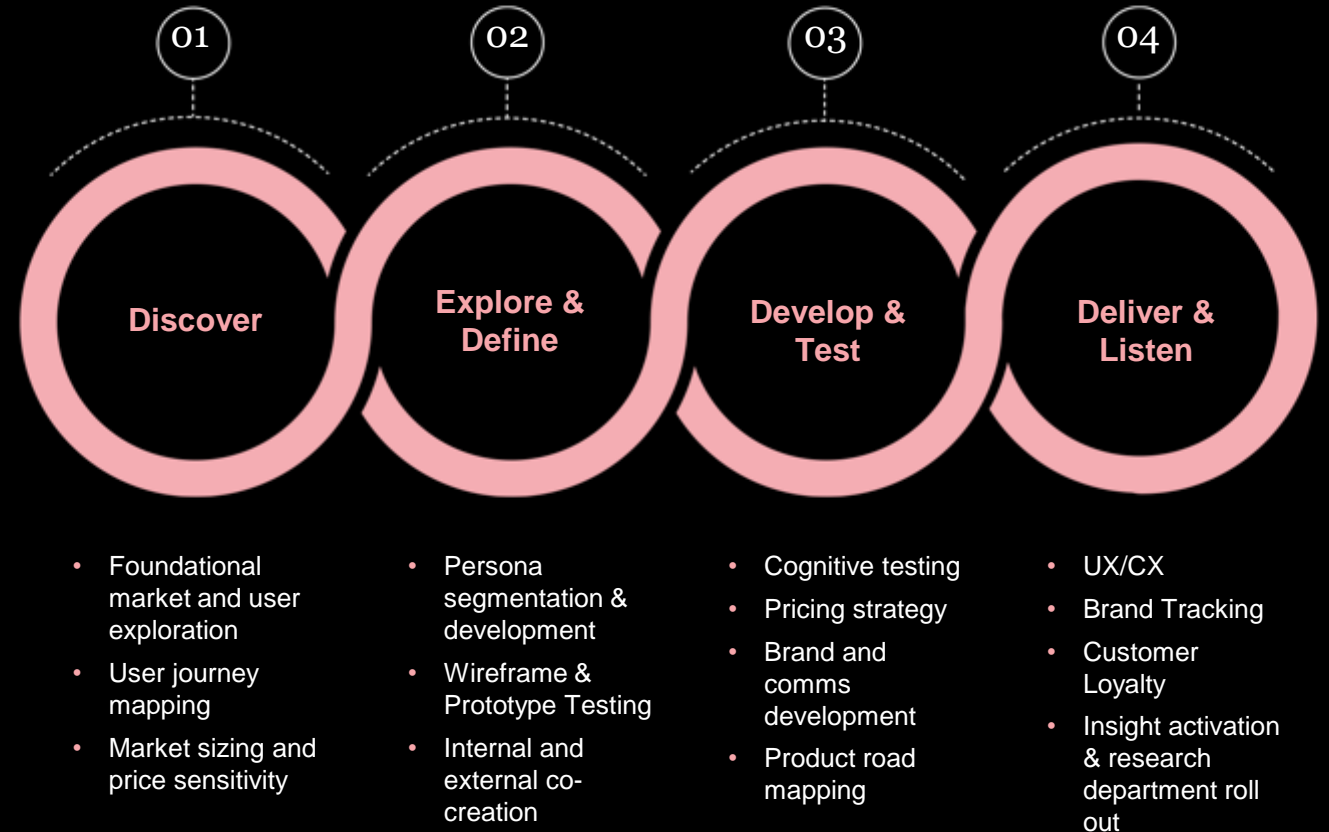 01
Discover
• Foundational
market and user
exploration
• User journey
mapping
• Market sizing and
price sensitivity
02
Explore &
Define
• Persona
segmentation &
development
• Wireframe &
Prototype Testing
• Internal and
external co-
creation
03
Develop &
Test
• Cognitive testing
• Pricing strategy
• Brand and
comms
development
• Product road
mapping
04
Deliver &
Listen
• UX/CX
• Brand Tracking
• Customer
Loyalty
• Insight activation
& research
department roll
out